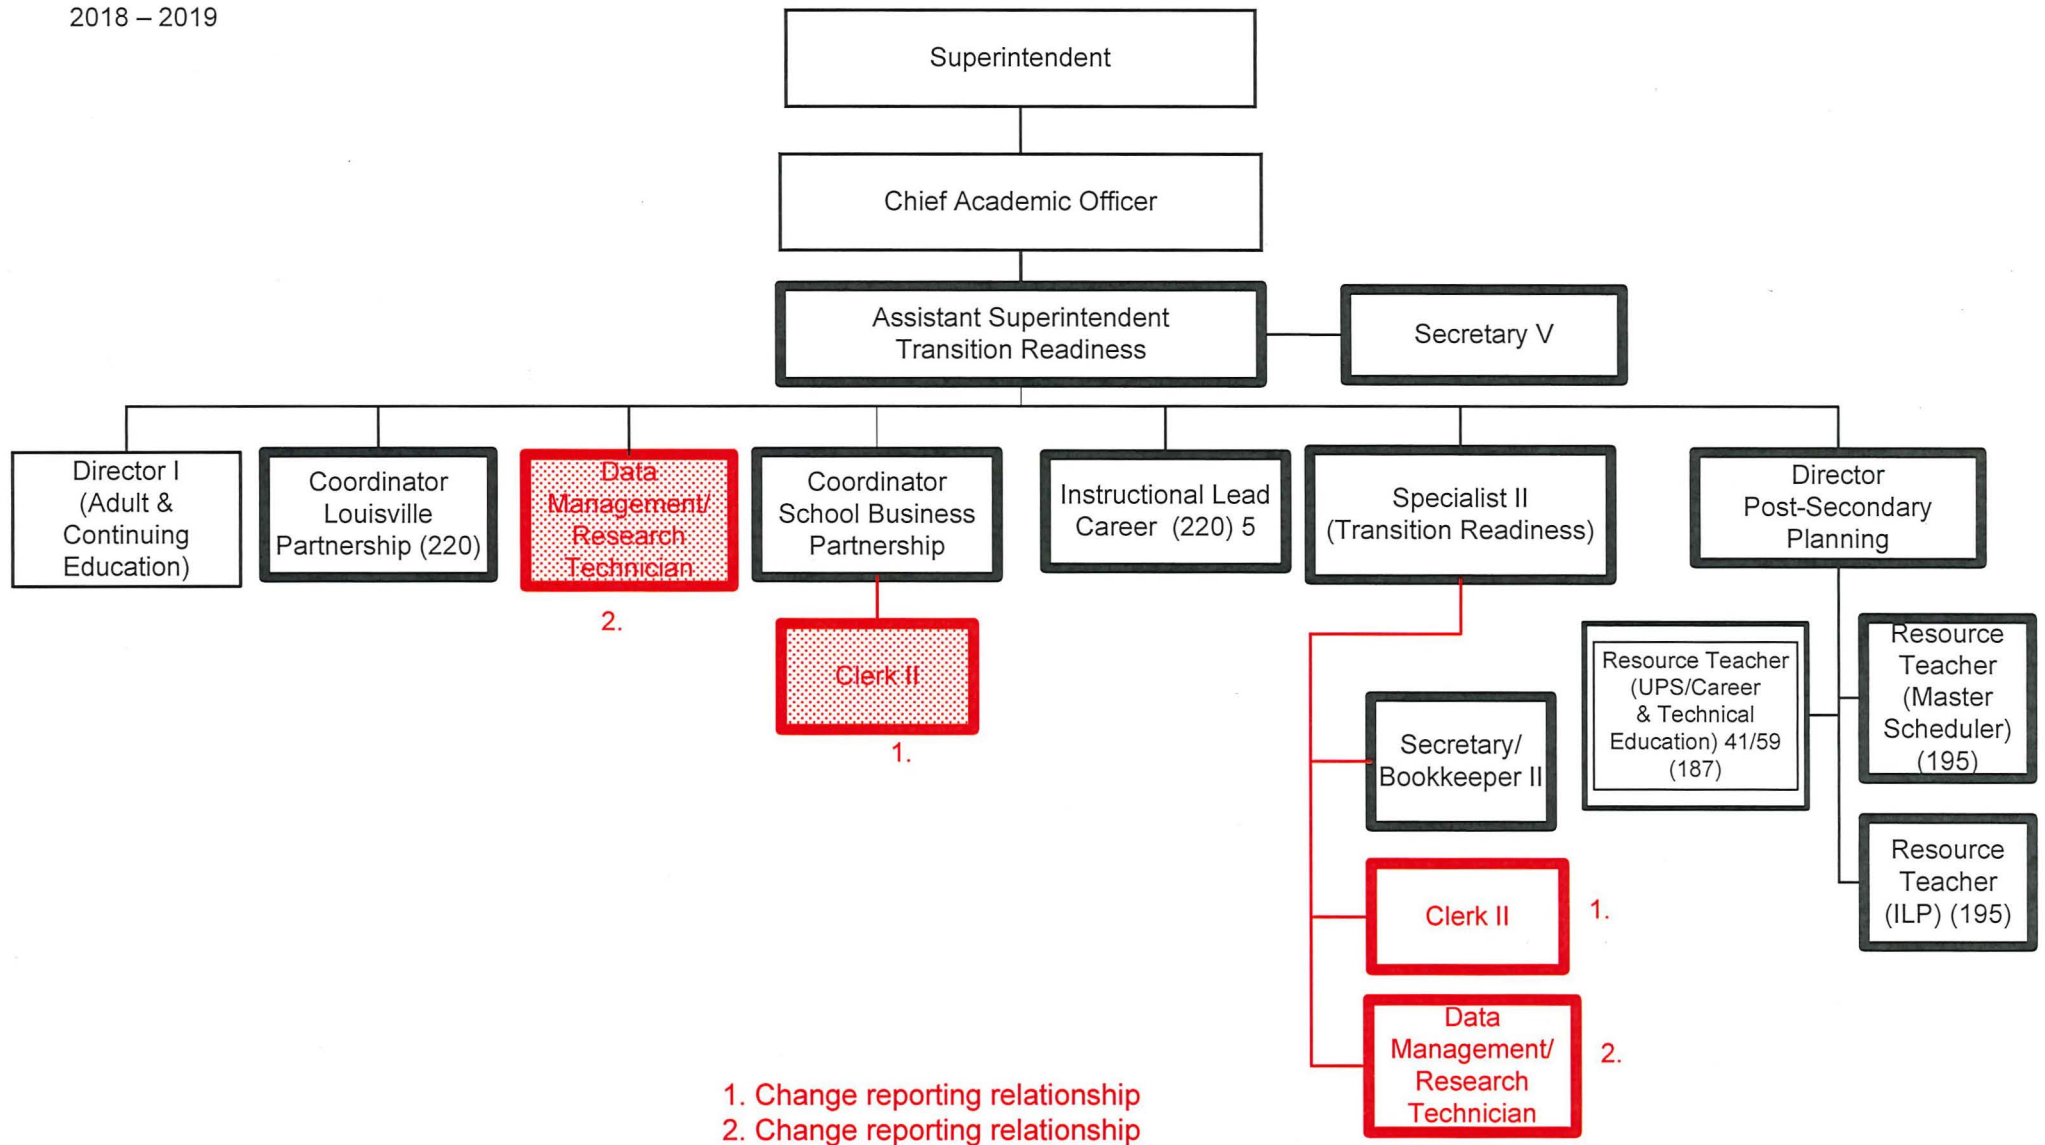 2018 – 2019
Superintendent
Chief Academic Officer
Assistant Superintendent
Transition Readiness
Secretary V
Director I
(Adult &
Continuing
Education)
Coordinator
Louisville
Partnership (220)
Data
Management/
Research
Technician
2.
Coordinator
School Business
Partnership
Clerk II
1.
Instructional Lead
Career (220) 5
Specialist II
(Transition Readiness)
Secretary/
Bookkeeper II
Clerk II
1.
Data
Management/
Research
Technician
2.
Director
Post-Secondary
Planning
Resource Teacher
(UPS/Career
& Technical
Education) 41/59
(187)
Resource
Teacher
(Master
Scheduler)
(195)
Resource
Teacher
(ILP) (195)
1. Change reporting relationship
2. Change reporting relationship